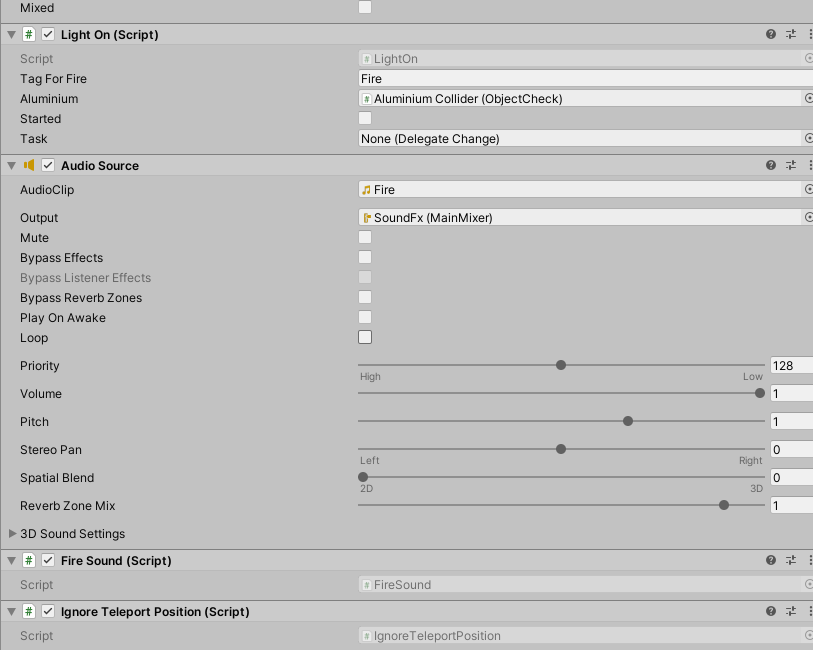 Mixed
# Light On (Script)
Script # LightOn
Tag For Fire Fire
Aluminium # Aluminium Collider (ObjectCheck)
Started
Task None (Delegate Change)
Audio Source
AudioClip Fire
Output SoundFx (MainMixer)
Mute
Bypass Effects
Bypass Listener Effects
Bypass Reverb Zones
Play On Awake
Loop
Priority 128
High Low
Volume 1
Pitch 1
Stereo Pan 0
Left Right
Spatial Blend 0
2D 3D
Reverb Zone Mix 1
3D Sound Settings
# Fire Sound (Script)
Script # FireSound
# Ignore Teleport Position (Script)
Script # IgnoreTeleportPosition